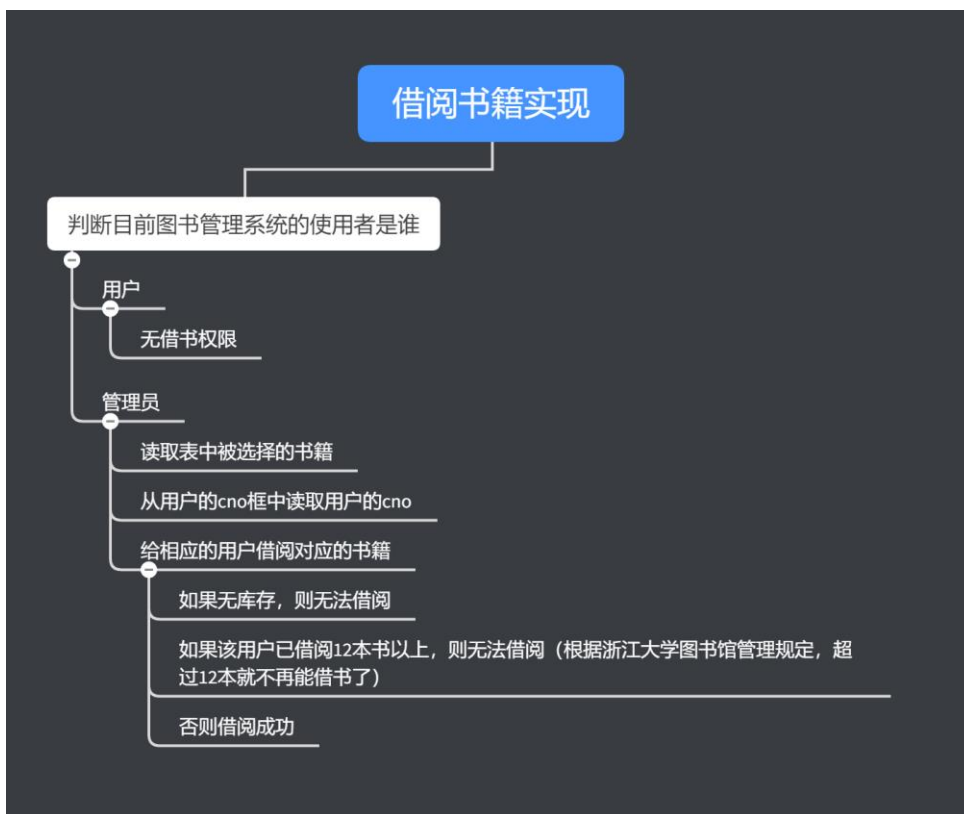 借阅书籍实现
判断目前图书管理系统的使用者是谁
用户
无借书权限
管理员
读取表中被选择的书籍
从用户的cno框中读取用户的cno
给相应的用户借阅对应的书籍
如果无库存，则无法借阅
如果该用户已借阅12本书以上，则无法借阅（根据浙江大学图书馆管理规定，超
过12本就不再能借书了）
否则借阅成功